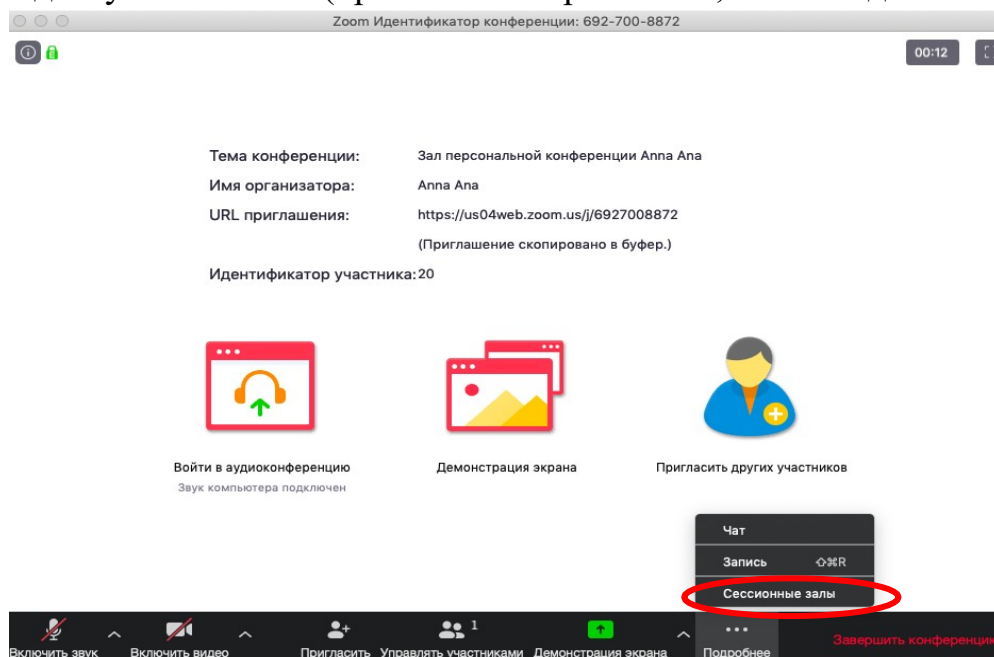 Zoom Идентификатор конференции: 692-700-8872
00:12
Тема конференции: Зал персональной конференции Anna Ana
Имя организатора: Anna Ana
URL приглашения: https://us04web.zoom.us/j/6927008872
(Приглашение скопировано в буфер.)
Идентификатор участника: 20
Войти в аудиоконференцию Демонстрация экрана Пригласить других участников
Звук компьютера подключен
Чат
Запись ⇧⌘R
Сессионные залы
1
Включить звук Включить видео Пригласить Управлять участниками Демонстрация экрана Подробнее Завершить конференцию